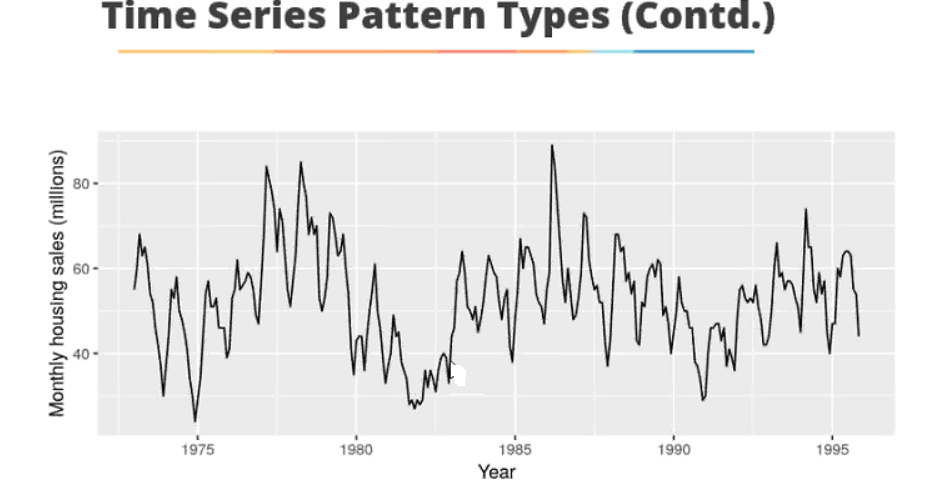 Time Series Pattern Types (Contd.)
Monthly housing sales (millions)
80
60
40
1975 1980 1985 1990 1995
Year